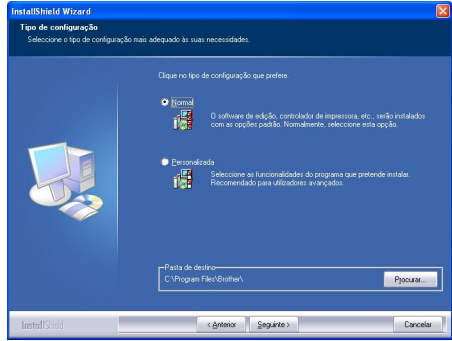 InstallShield Wizard
Tipo de configuração
Seleccione o tipo de configuração mais adequado às suas necessidades.
Clique no tipo de configuração que prefere.
Normal
O software de edição, controlador de impressora, etc., serão instalados
com as opções padrão. Normalmente, seleccione esta opção.
Personalizada
Seleccione as funcionalidades do programa que pretende instalar.
Recomendado para utilizadores avançados.
Pasta de destino
C:\Program Files\Brother\
Procurar...
InstallShield
< Anterior
Seguinte >
Cancelar